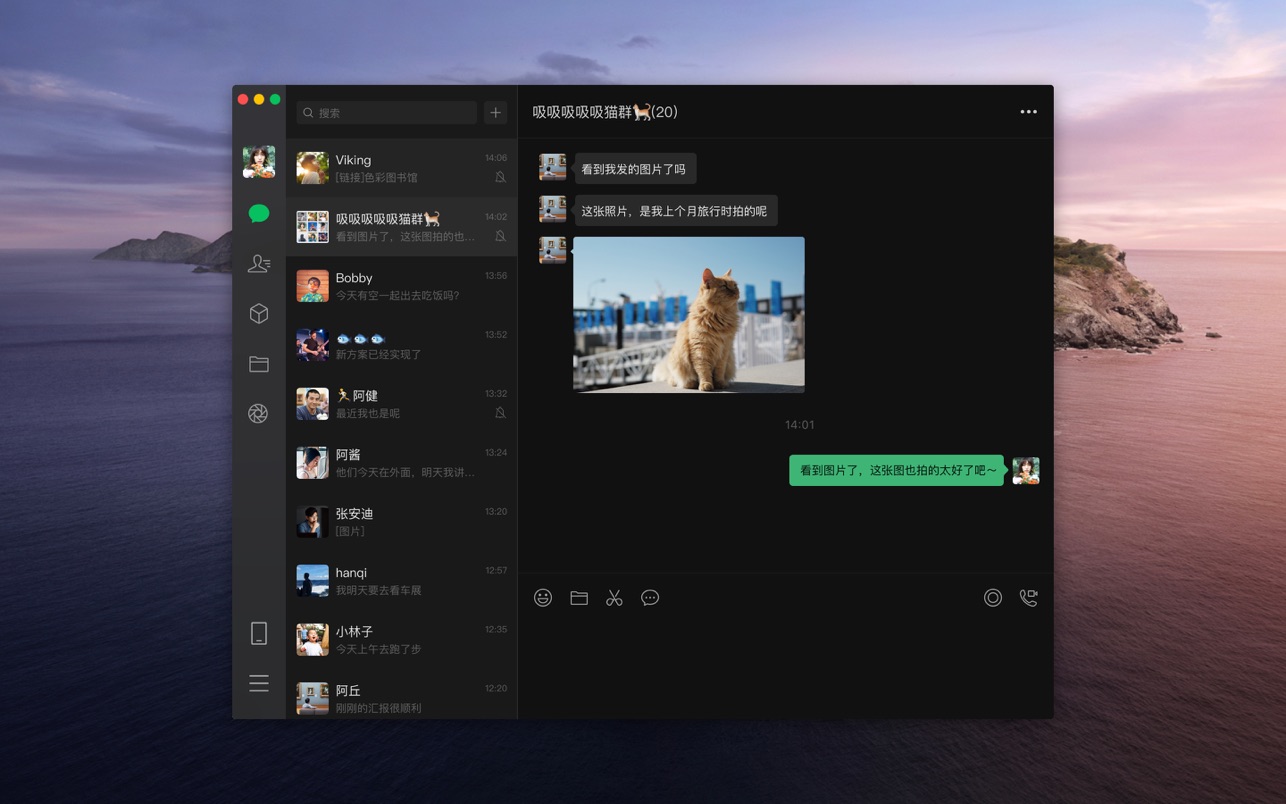 搜索
Viking
14:06
[链接]色彩图书馆
吸吸吸吸吸猫群🐈
14:02
看到图片了，这张图拍的也...
Bobby
13:56
今天有空一起出去吃饭吗?
🐟🐟🐟
13:52
新方案已经实现了
🏃阿健
13:32
最近我也是呢
阿酱
13:24
他们今天在外面，明天我讲...
张安迪
13:20
[图片]
hanqi
12:57
我明天要去看车展
小林子
12:35
今天上午去跑了步
阿丘
12:20
刚刚的汇报很顺利
吸吸吸吸吸猫群🐈(20)
看到我发的图片了吗
这张照片，是我上个月旅行时拍的呢
14:01
看到图片了，这张图也拍的太好了吧～